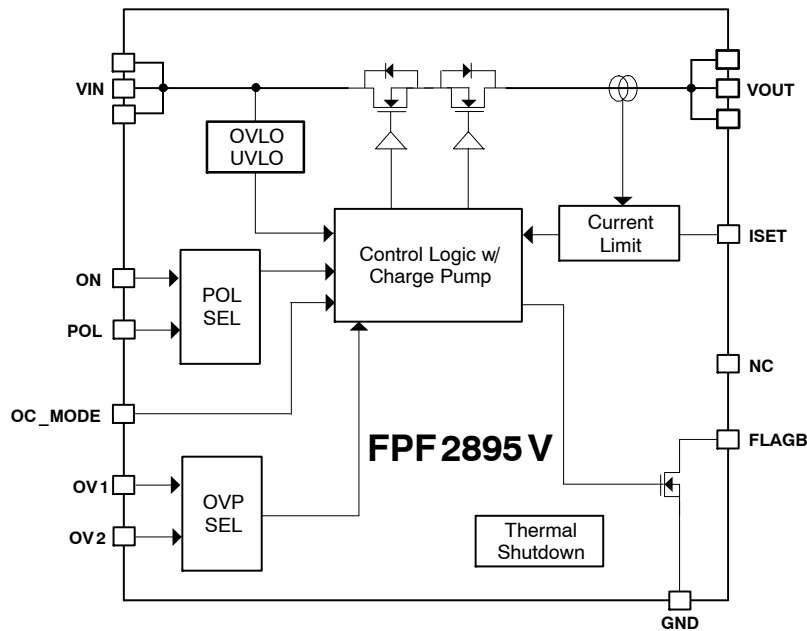 VIN
VOUT
OVLO
UVLO
Control Logic w/
Charge Pump
Current
Limit
ISET
ON
POL
SEL
POL
NC
OC_MODE
FPF2895V
FLAGB
OV1
OVP
SEL
OV2
Thermal
Shutdown
GND